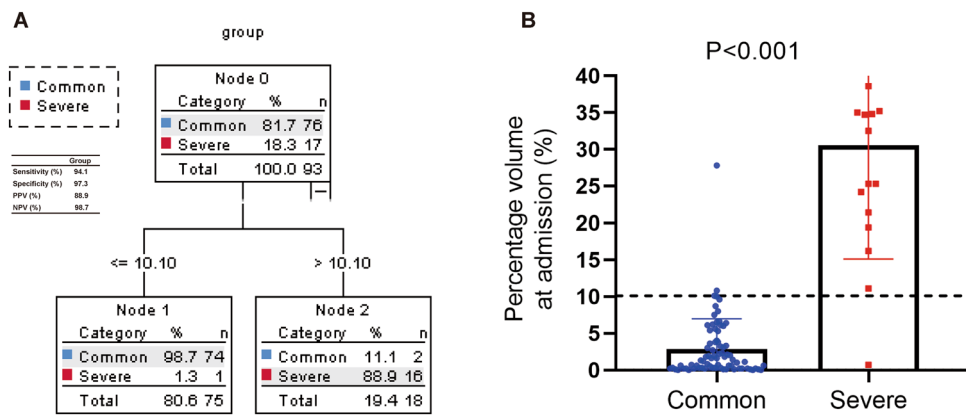 A
group
Common
Severe
Group
Sensitivity (%) 94.1
Specificity (%) 97.3
PPV (%) 88.9
NPV (%) 98.7
Node 0
Category % n
Common 81.7 76
Severe 18.3 17
Total 100.0 93
<= 10.10
> 10.10
Node 1
Category % n
Common 98.7 74
Severe 1.3 1
Total 80.6 75
Node 2
Category % n
Common 11.1 2
Severe 88.9 16
Total 19.4 18
B
P<0.001
Percentage volume
at admission (%)
40
35
30
25
20
15
10
5
0
Common Severe